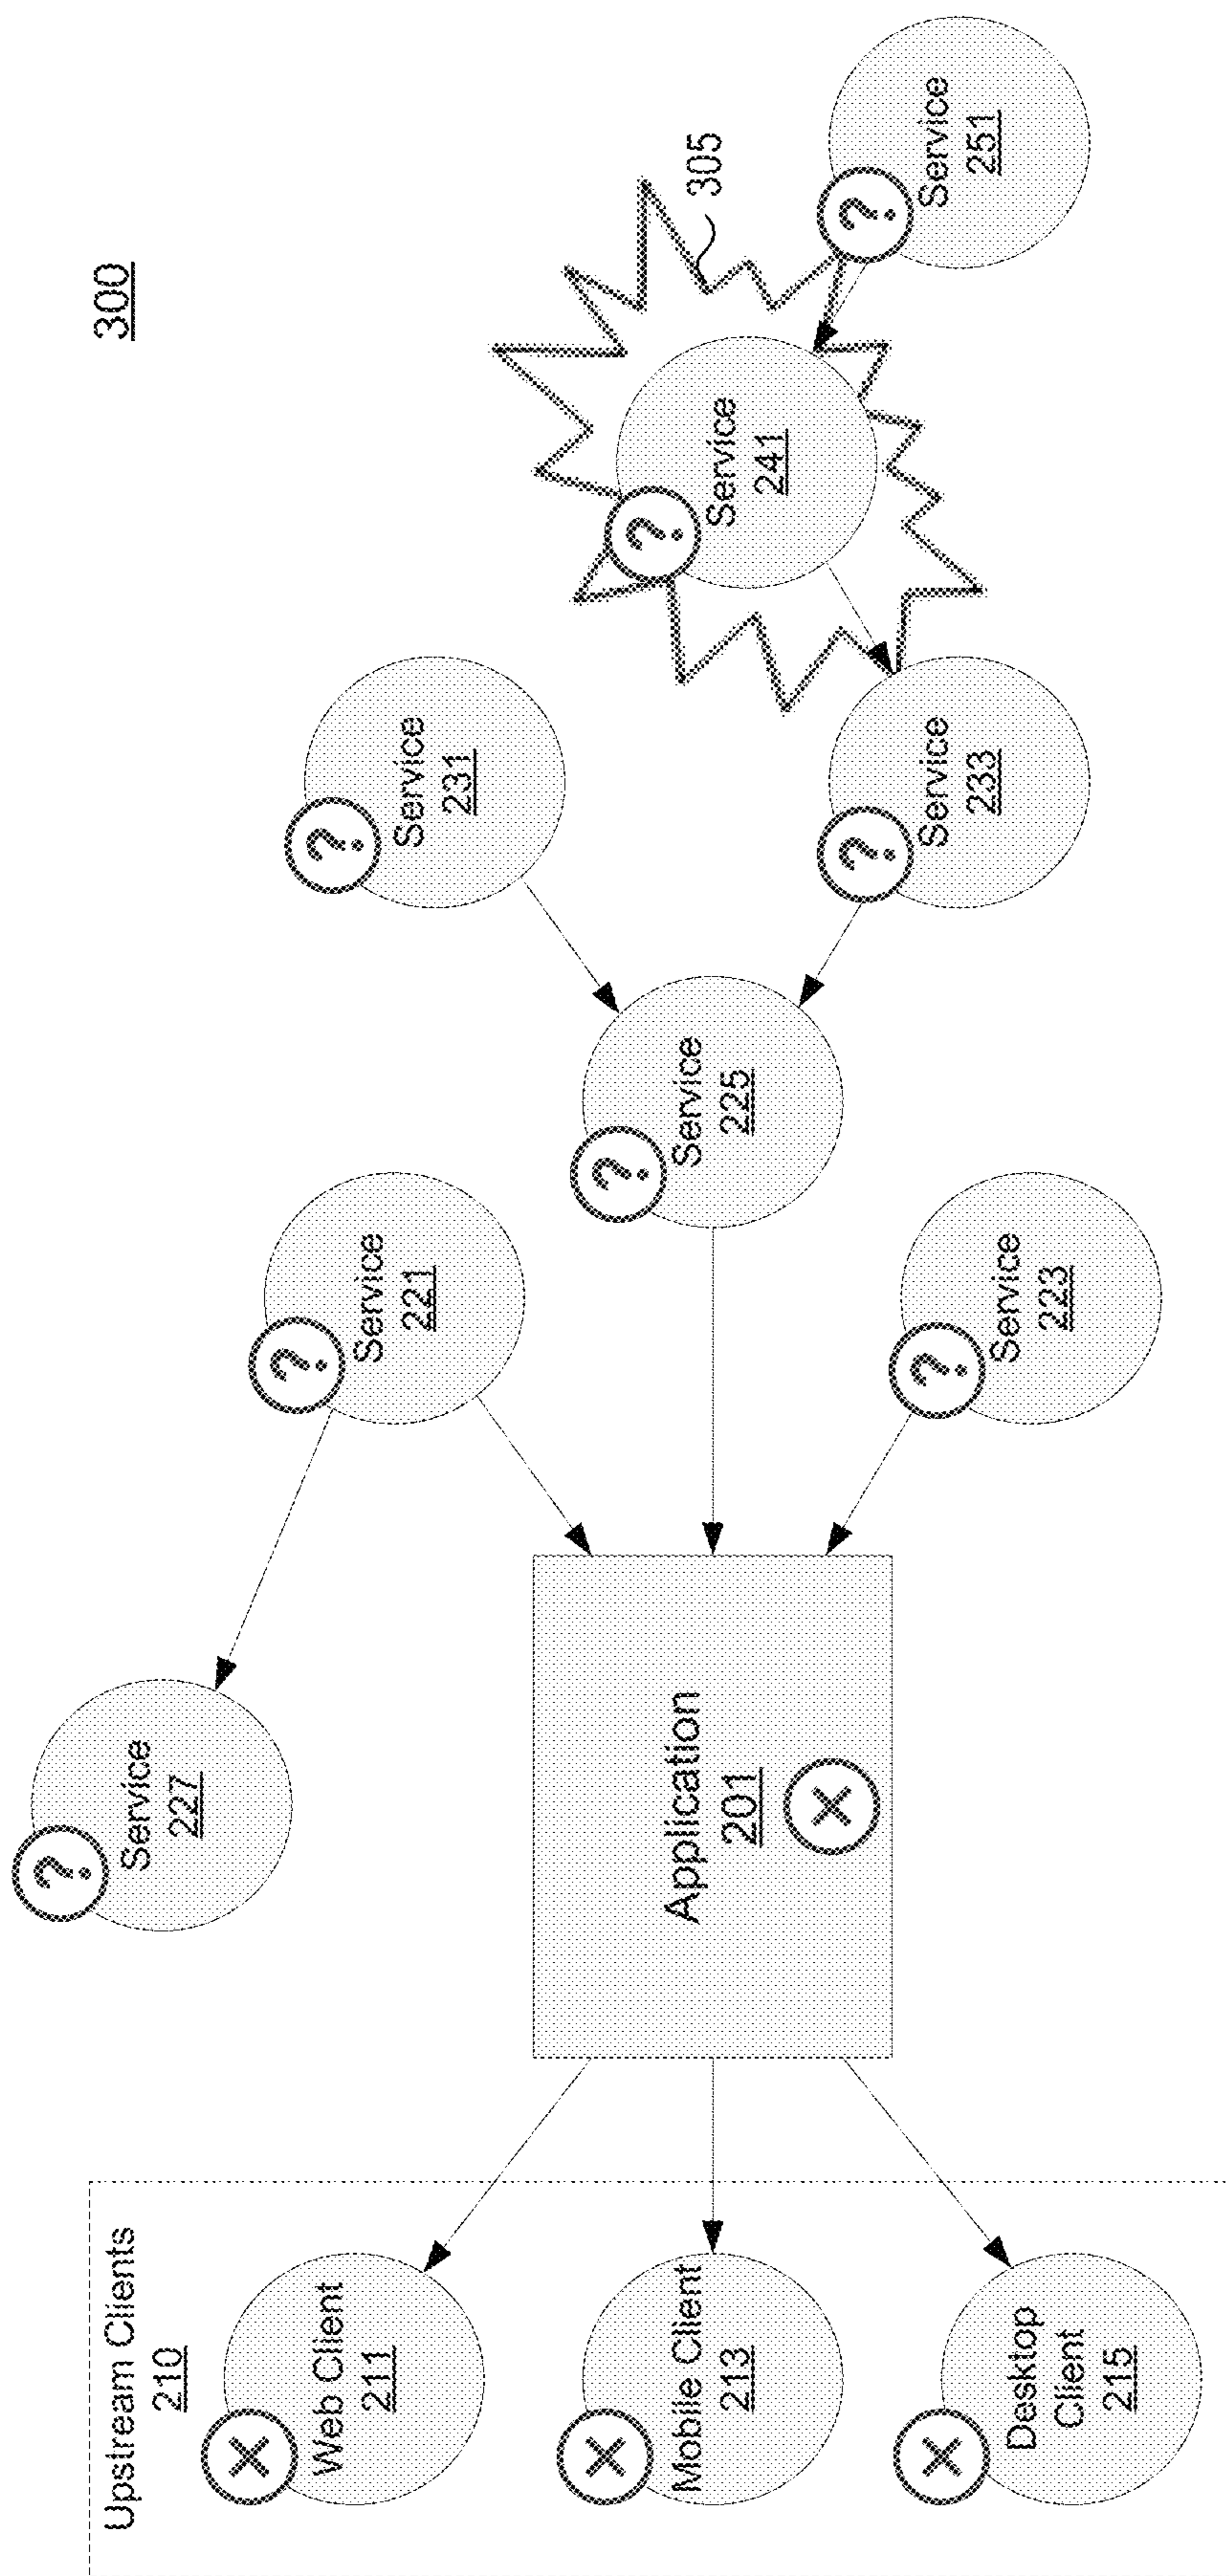 300
Upstream Clients
210
?
Service
227
X
Web Client
211
?
Service
221
?
Service
231
305
?
Service
241
X
Mobile Client
213
Application
201
X
?
Service
225
?
Service
233
?
Service
251
X
Desktop
Client
215
?
Service
223